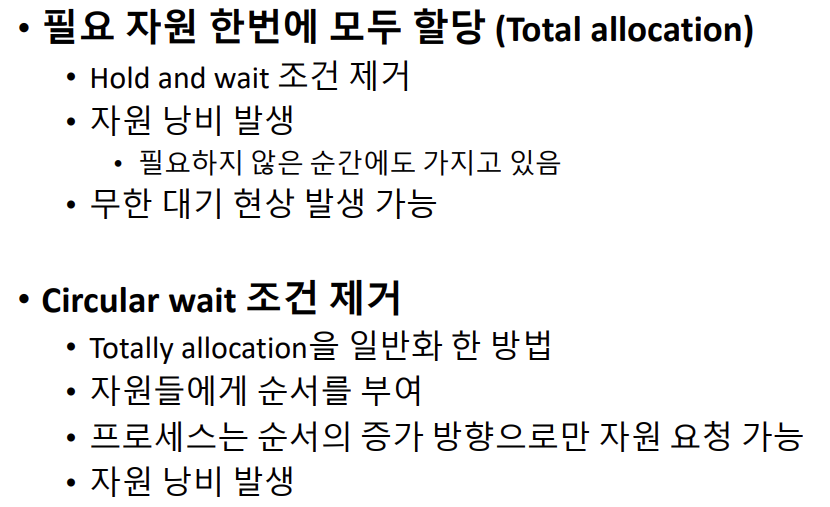 • 필요 자원 한번에 모두 할당 (Total allocation)
• Hold and wait 조건 제거
• 자원 낭비 발생
• 필요하지 않은 순간에도 가지고 있음
• 무한 대기 현상 발생 가능
• Circular wait 조건 제거
• Totally allocation을 일반화 한 방법
• 자원들에게 순서를 부여
• 프로세스는 순서의 증가 방향으로만 자원 요청 가능
• 자원 낭비 발생